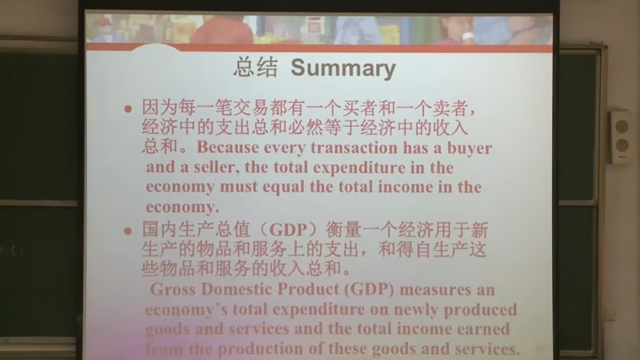 总结 Summary
因为每一笔交易都有一个买者和一个卖者，
经济中的支出总和必然等于经济中的收入
总和。Because every transaction has a buyer
and a seller, the total expenditure in the
economy must equal the total income in the
economy.
国内生产总值（GDP）衡量一个经济用于新
生产的物品和服务上的支出，和得自生产这
些物品和服务的收入总和。
Gross Domestic Product (GDP) measures an
economy's total expenditure on newly produced
goods and services and the total income earned
from the production of these goods and services.